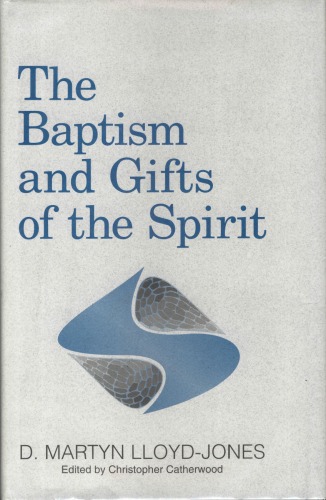 The
Baptism
and Gifts
of the Spirit
D. MARTYN LLOYD-JONES
Edited by Christopher Catherwood